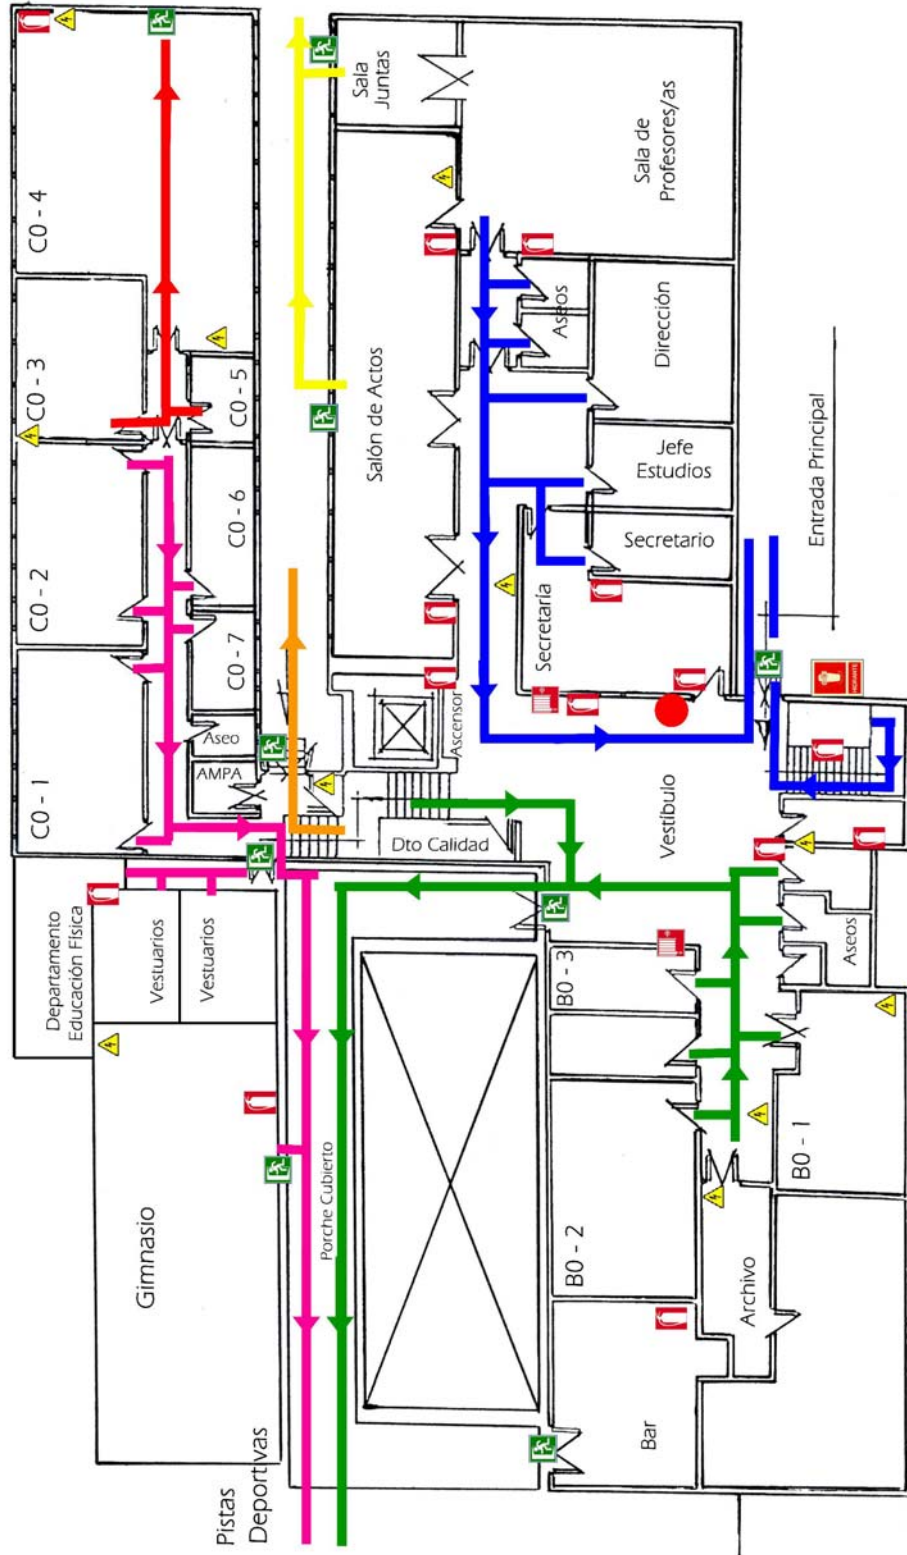 C0 - 1
C0 - 2
C0 - 3
C0 - 4
Departamento
Educación Física
Gimnasio
Vestuarios
Vestuarios
Aseo
AMPA
C0 - 7
C0 - 6
C0 - 5
Pistas
Deportivas
Porche Cubierto
Dto Calidad
Ascensor
Salón de Actos
Sala
Juntas
Bar
B0 - 2
B0 - 3
Vestíbulo
Secretaría
Aseos
Sala de
Profesores/as
Secretario
Jefe
Estudios
Dirección
Archivo
B0 - 1
Aseos
Entrada Principal